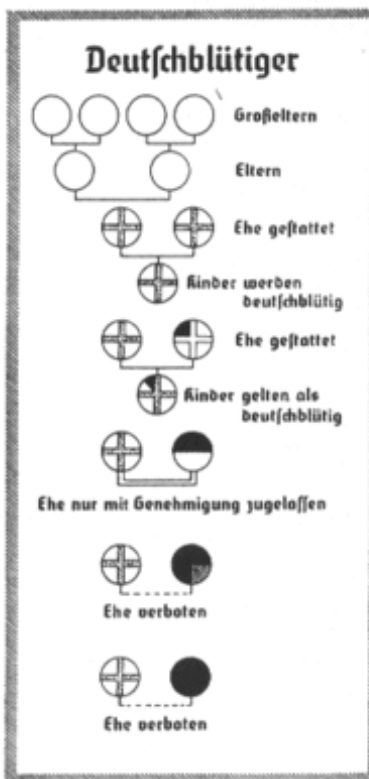 Deutſchblütiger
Großeltern
Eltern
Ehe geſtattet
Kinder werden
deutſchblütig
Ehe geſtattet
Kinder gelten als
deutſchblütig
Ehe nur mit Genehmigung zugelaſſen
Ehe verboten
Ehe verboten